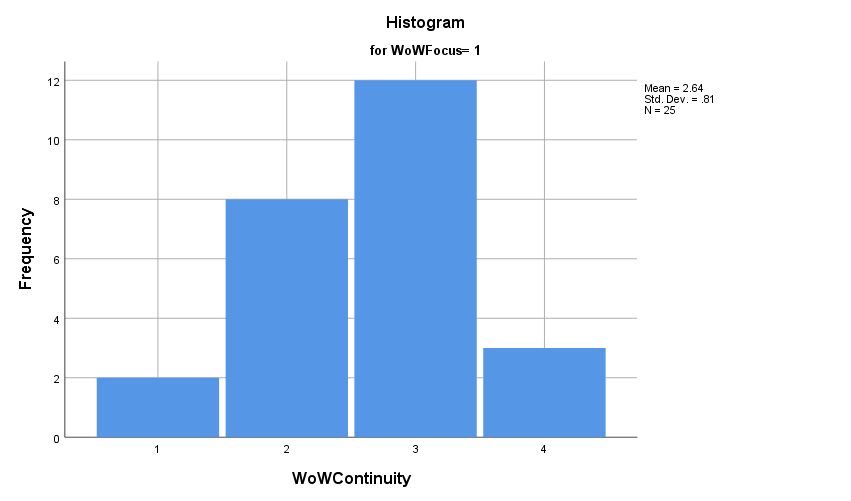 Histogram
for WoWFocus= 1
Mean = 2.64
Std. Dev. = .81
N = 25
Frequency
12
10
8
6
4
2
0
1 2 3 4
WoWContinuity